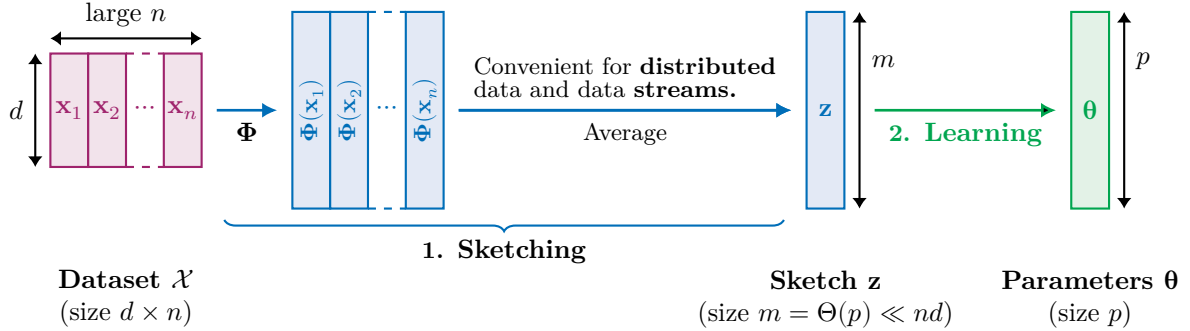 large n
d
x₁ x₂ ... xₙ
Φ
Φ(x₁) Φ(x₂) ... Φ(xₙ)
Convenient for distributed
data and data streams.
Average
z
m
2. Learning
θ
p
1. Sketching
Dataset 𝒳
(size d × n)
Sketch z
(size m = Θ(p) ≪ nd)
Parameters θ
(size p)